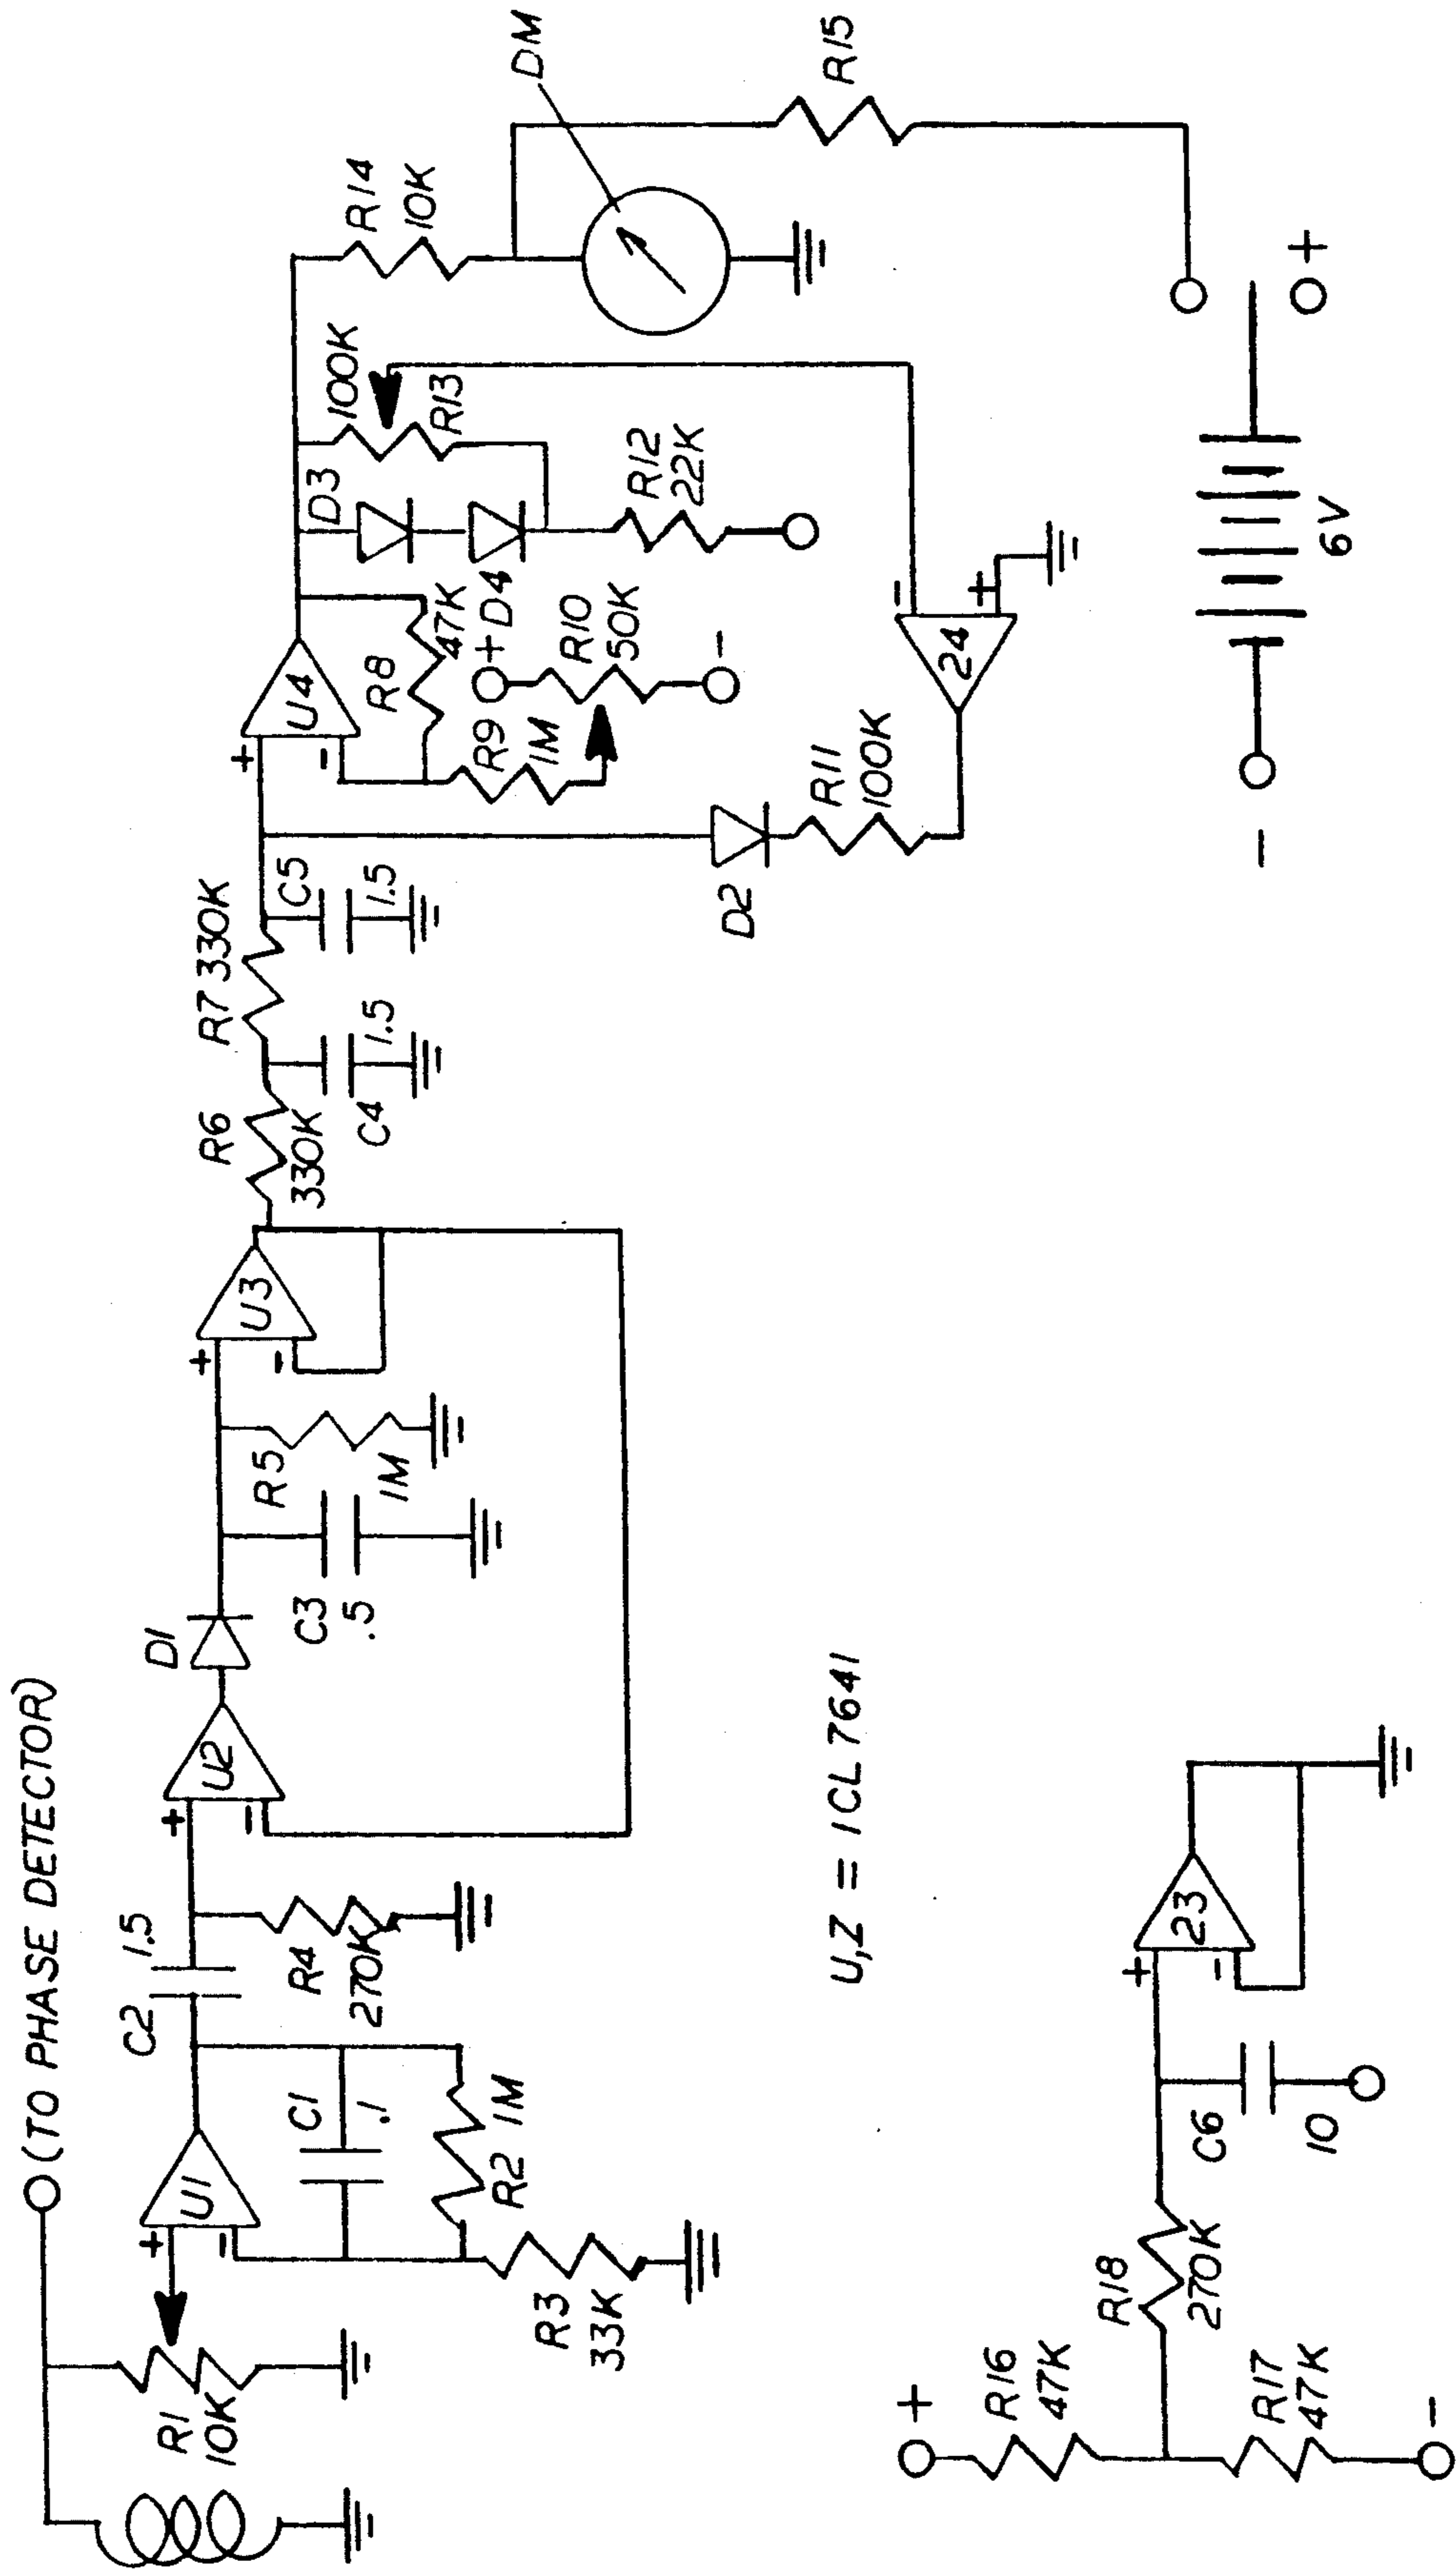 (TO PHASE DETECTOR)
R1
10K
+
-
U1
C1
.1
R2 1M
R3
33K
C2
1.5
R4
270K
+
-
U2
D1
C3
.5
R5
1M
+
-
U3
R6
330K
C4
1.5
R7 330K
C5
1.5
+
-
U4
R8
47K
R9
1M
+
R10
50K
-
D3
D4
100K
R13
R12
22K
R14
10K
DM
R15
D2
R11
100K
-
+
24
-
6V
+
U,Z = ICL7641
+
R16
47K
R17
47K
-
R18
270K
C6
10
+
-
23